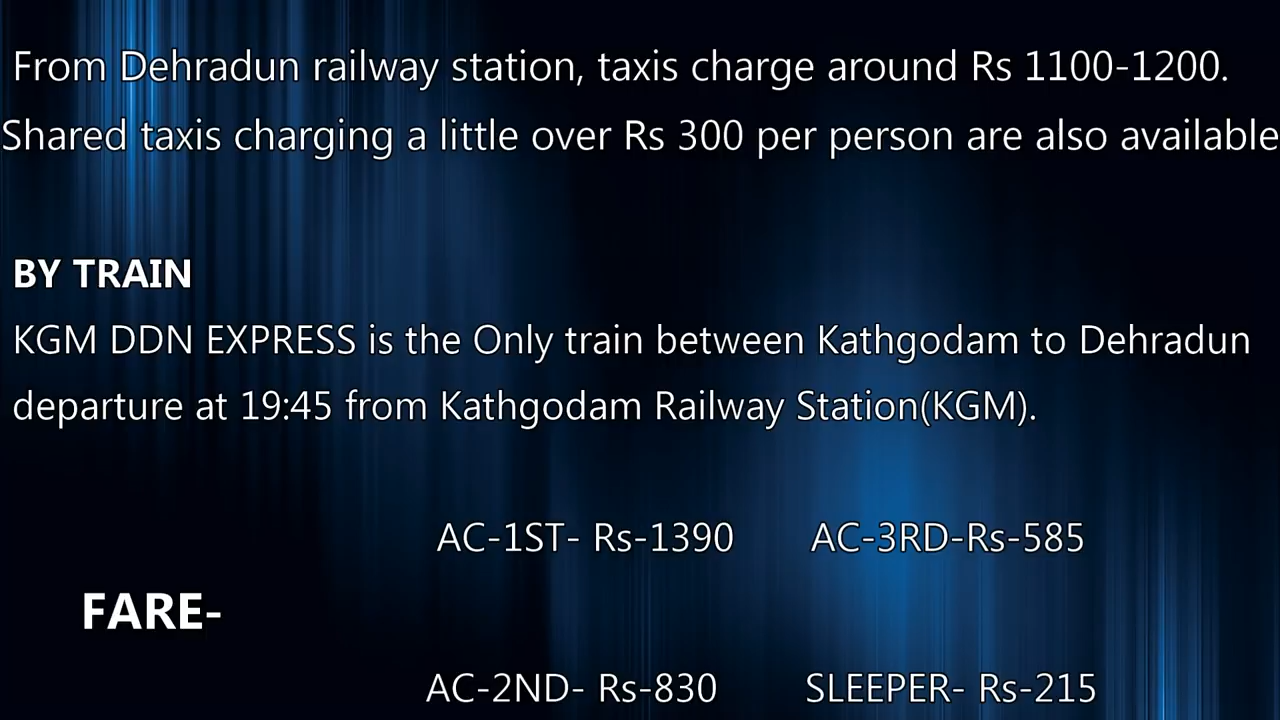 From Dehradun railway station, taxis charge around Rs 1100-1200.
Shared taxis charging a little over Rs 300 per person are also available
BY TRAIN
KGM DDN EXPRESS is the Only train between Kathgodam to Dehradun
departure at 19:45 from Kathgodam Railway Station(KGM).
AC-1ST- Rs-1390 AC-3RD-Rs-585
FARE-
AC-2ND- Rs-830 SLEEPER- Rs-215